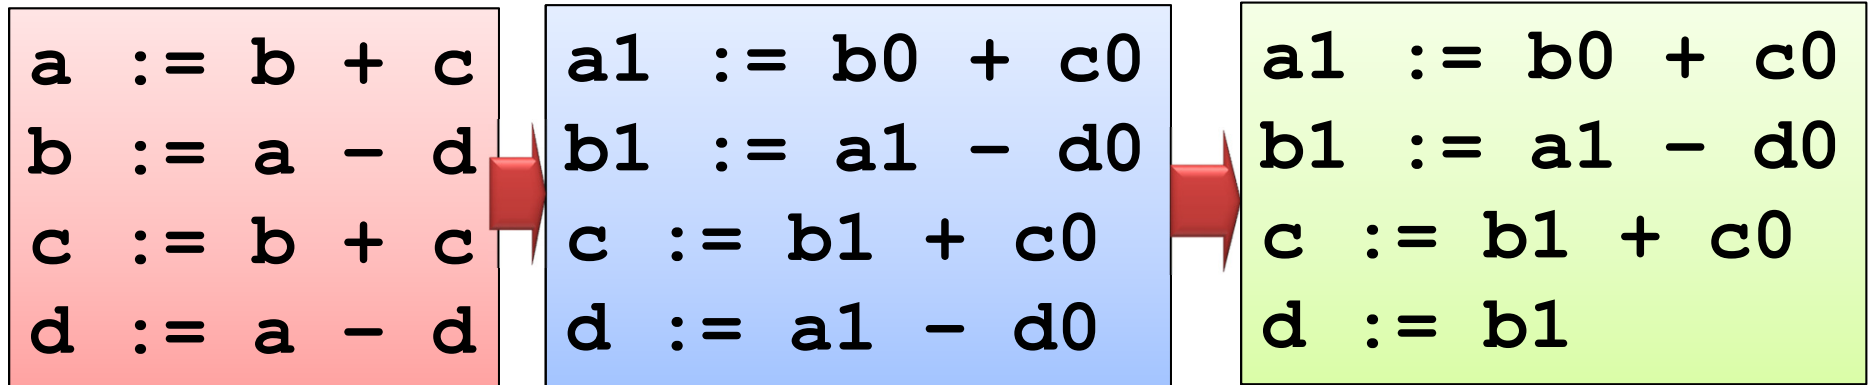 a := b + c
b := a - d
c := b + c
d := a - d
a1 := b0 + c0
b1 := a1 - d0
c := b1 + c0
d := a1 - d0
a1 := b0 + c0
b1 := a1 - d0
c := b1 + c0
d := b1